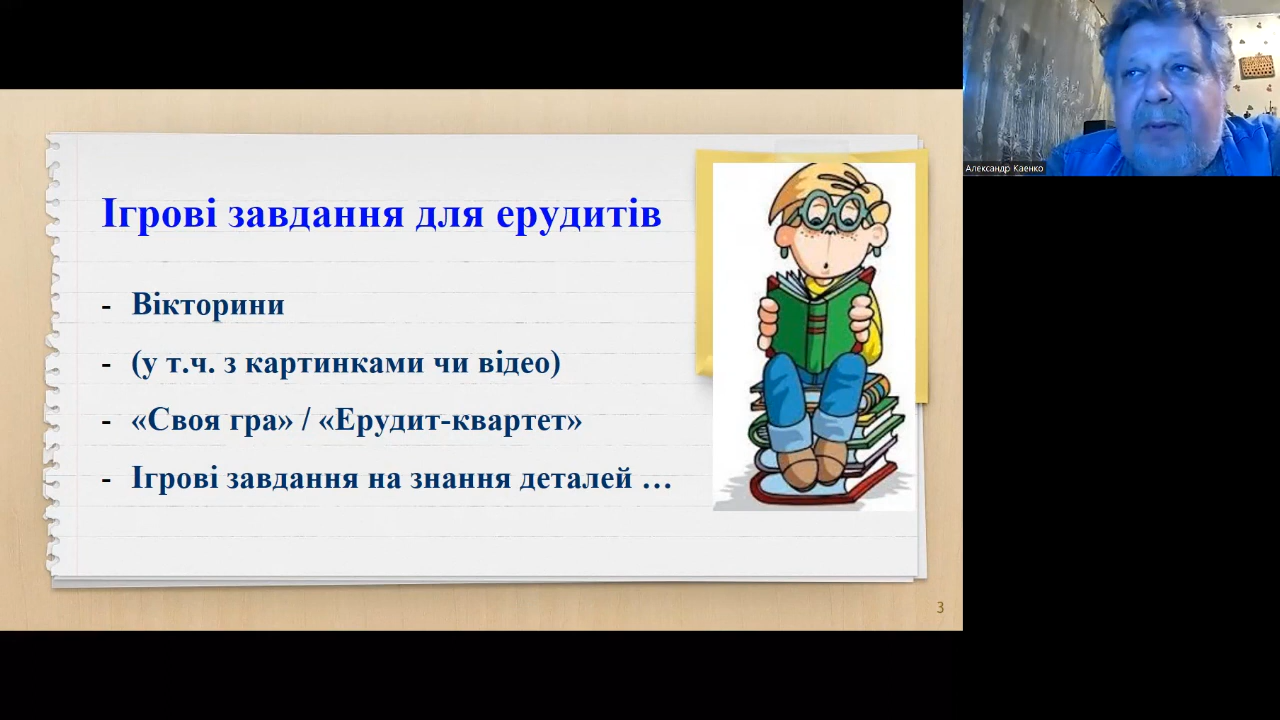 Ігрові завдання для ерудитів
- Вікторини
- (у т.ч. з картинками чи відео)
- «Своя гра» / «Ерудит-квартет»
- Ігрові завдання на знання деталей …
3
Александр Каенко